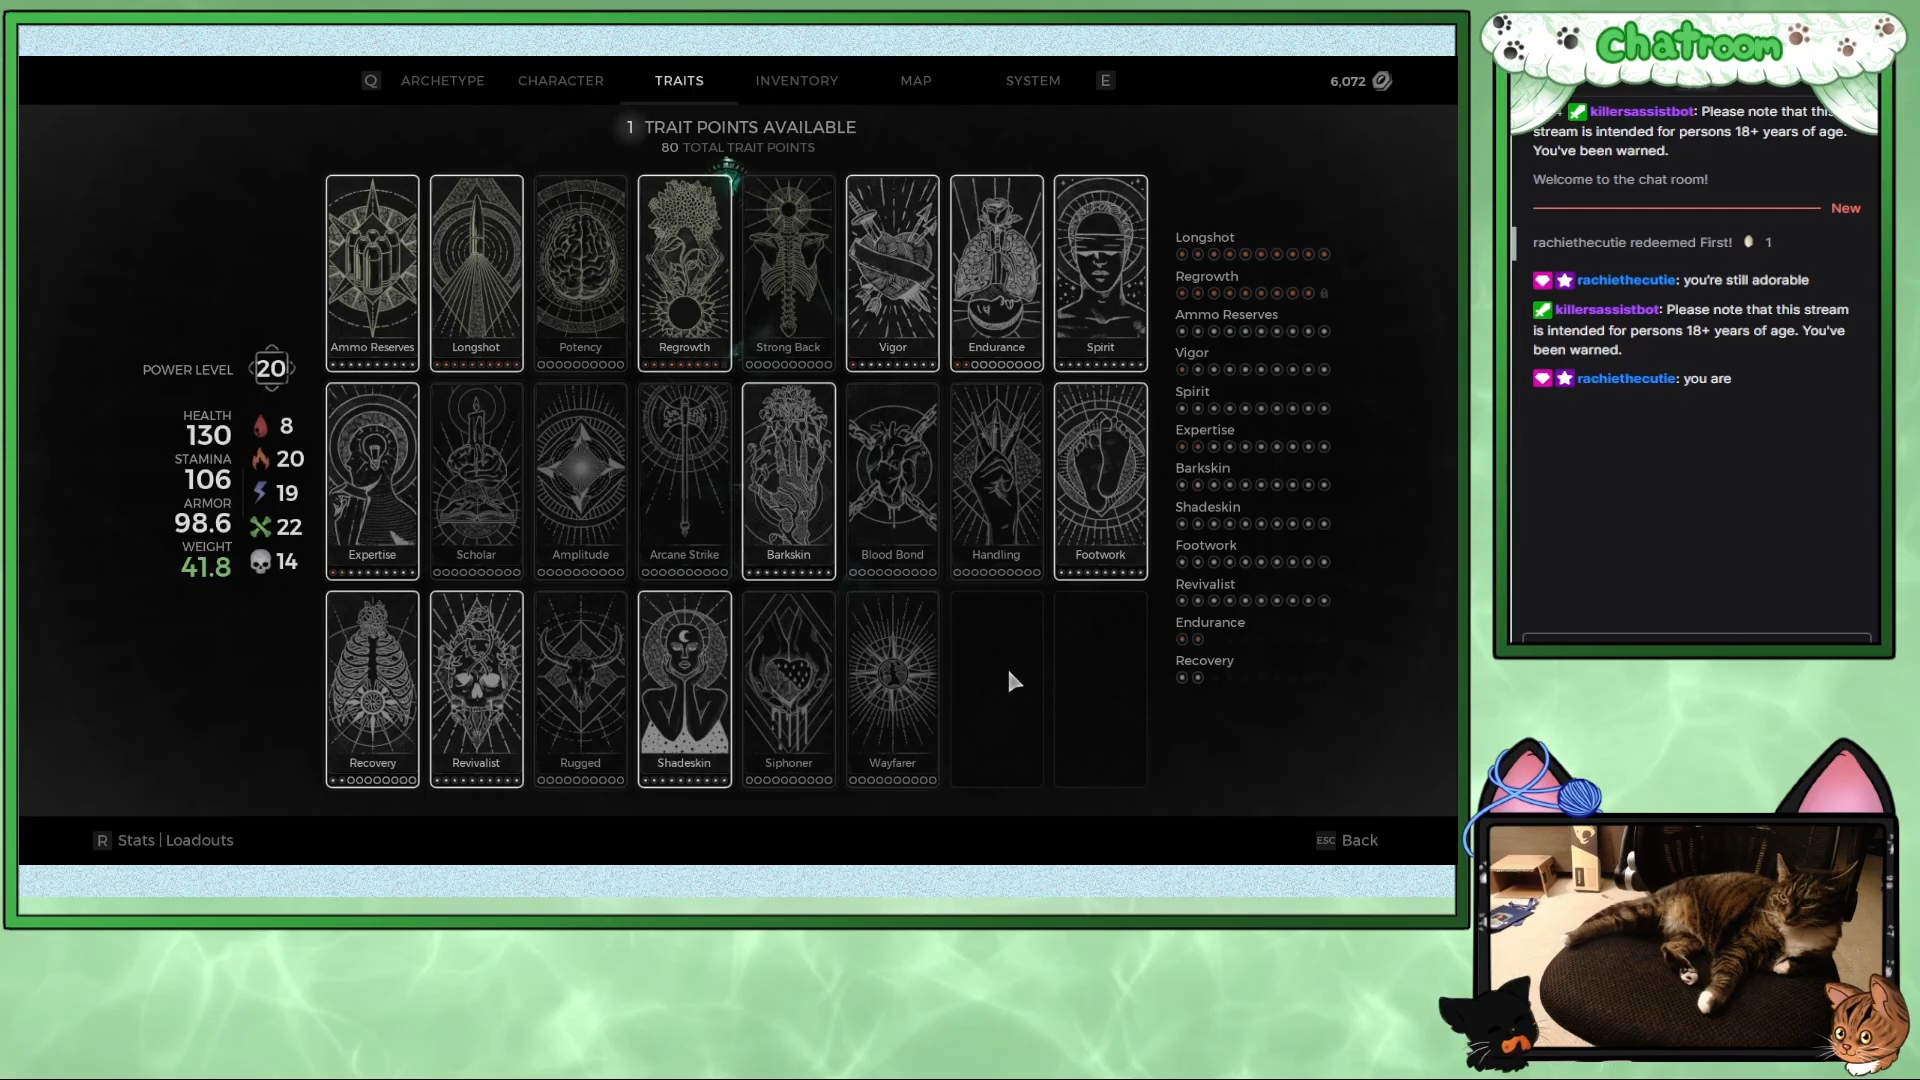 Q ARCHETYPE CHARACTER TRAITS INVENTORY MAP SYSTEM E 6,072
1 TRAIT POINTS AVAILABLE
80 TOTAL TRAIT POINTS
Ammo Reserves Longshot Potency Regrowth Strong Back Vigor Endurance Spirit
Expertise Scholar Amplitude Arcane Strike Barkskin Blood Bond Handling Footwork
Recovery Revivalist Rugged Shadeskin Siphoner Wayfarer
POWER LEVEL 20
HEALTH
130
STAMINA
106
ARMOR
98.6
WEIGHT
41.8
8
20
19
22
14
Longshot
Regrowth
Ammo Reserves
Vigor
Spirit
Expertise
Barkskin
Shadeskin
Footwork
Revivalist
Endurance
Recovery
R Stats | Loadouts
ESC Back
Chatroom
killersassistbot: Please note that this
stream is intended for persons 18+ years of age.
You've been warned.
Welcome to the chat room!
New
rachiethecutie redeemed First! 1
rachiethecutie: you're still adorable
killersassistbot: Please note that this stream
is intended for persons 18+ years of age. You've
been warned.
rachiethecutie: you are